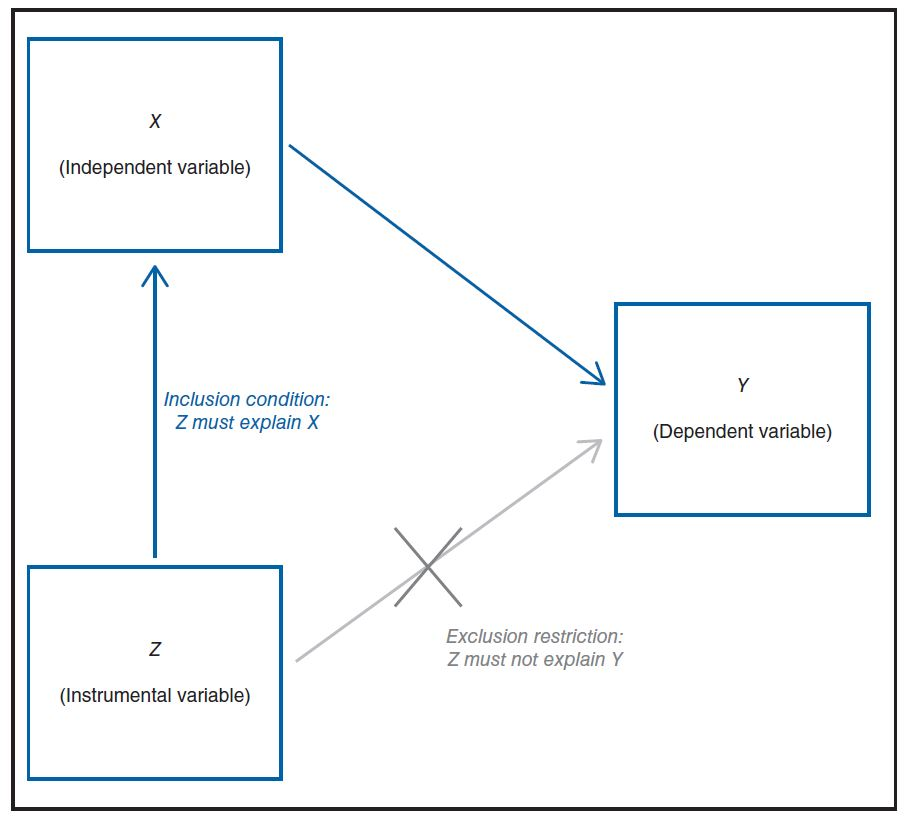 X
(Independent variable)
Inclusion condition:
Z must explain X
Y
(Dependent variable)
Z
(Instrumental variable)
Exclusion restriction:
Z must not explain Y